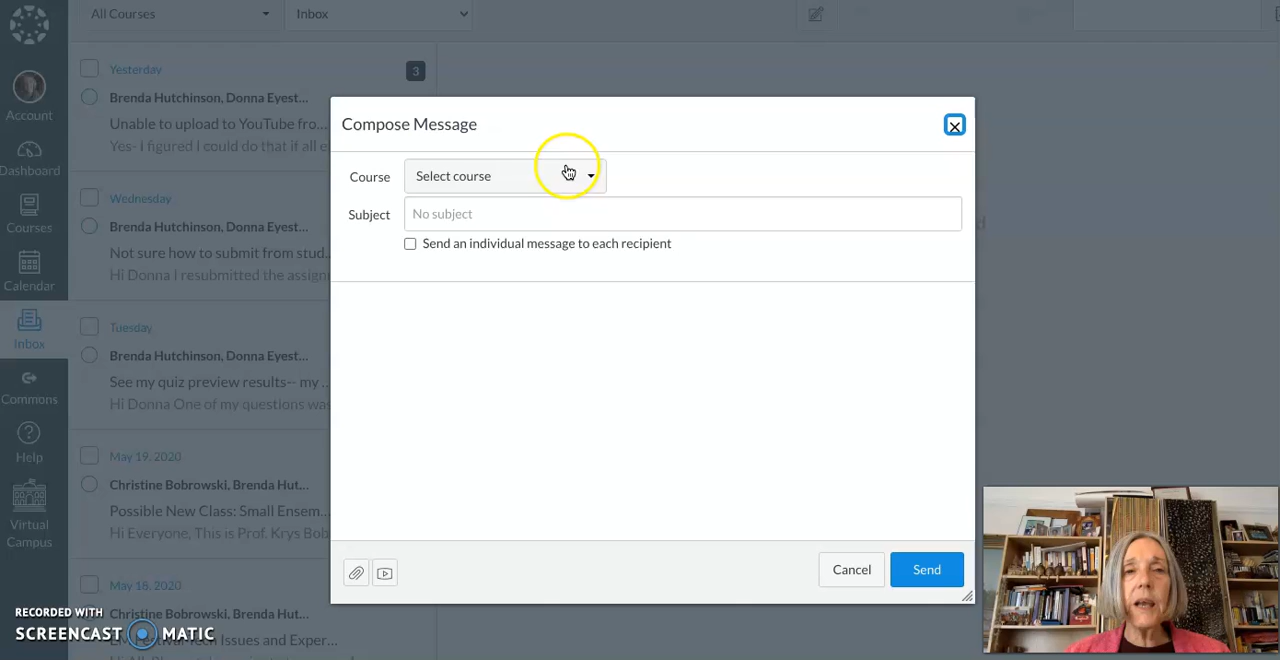 All Courses
Inbox
Account
Dashboard
Courses
Calendar
Inbox
Commons
Help
Virtual
Campus
Yesterday
3
Brenda Hutchinson, Donna Eyest...
Unable to upload to YouTube fro...
Yes- I figured I could do that if all e
Wednesday
Brenda Hutchinson, Donna Eyest...
Not sure how to submit from stud...
Hi Donna I resubmitted the assign
Tuesday
Brenda Hutchinson, Donna Eyest...
See my quiz preview results-- my ...
Hi Donna One of my questions was
May 19, 2020
Christine Bobrowski, Brenda Hut...
Possible New Class: Small Ensem...
Hi Everyone, This is Prof. Krys Bob
May 18, 2020
Christine Bobrowski, Brenda Hut...
Tech Issues and Exper...
Compose Message
Course
Select course
Subject
No subject
Send an individual message to each recipient
Cancel
Send
RECORDED WITH
SCREENCAST MATIC